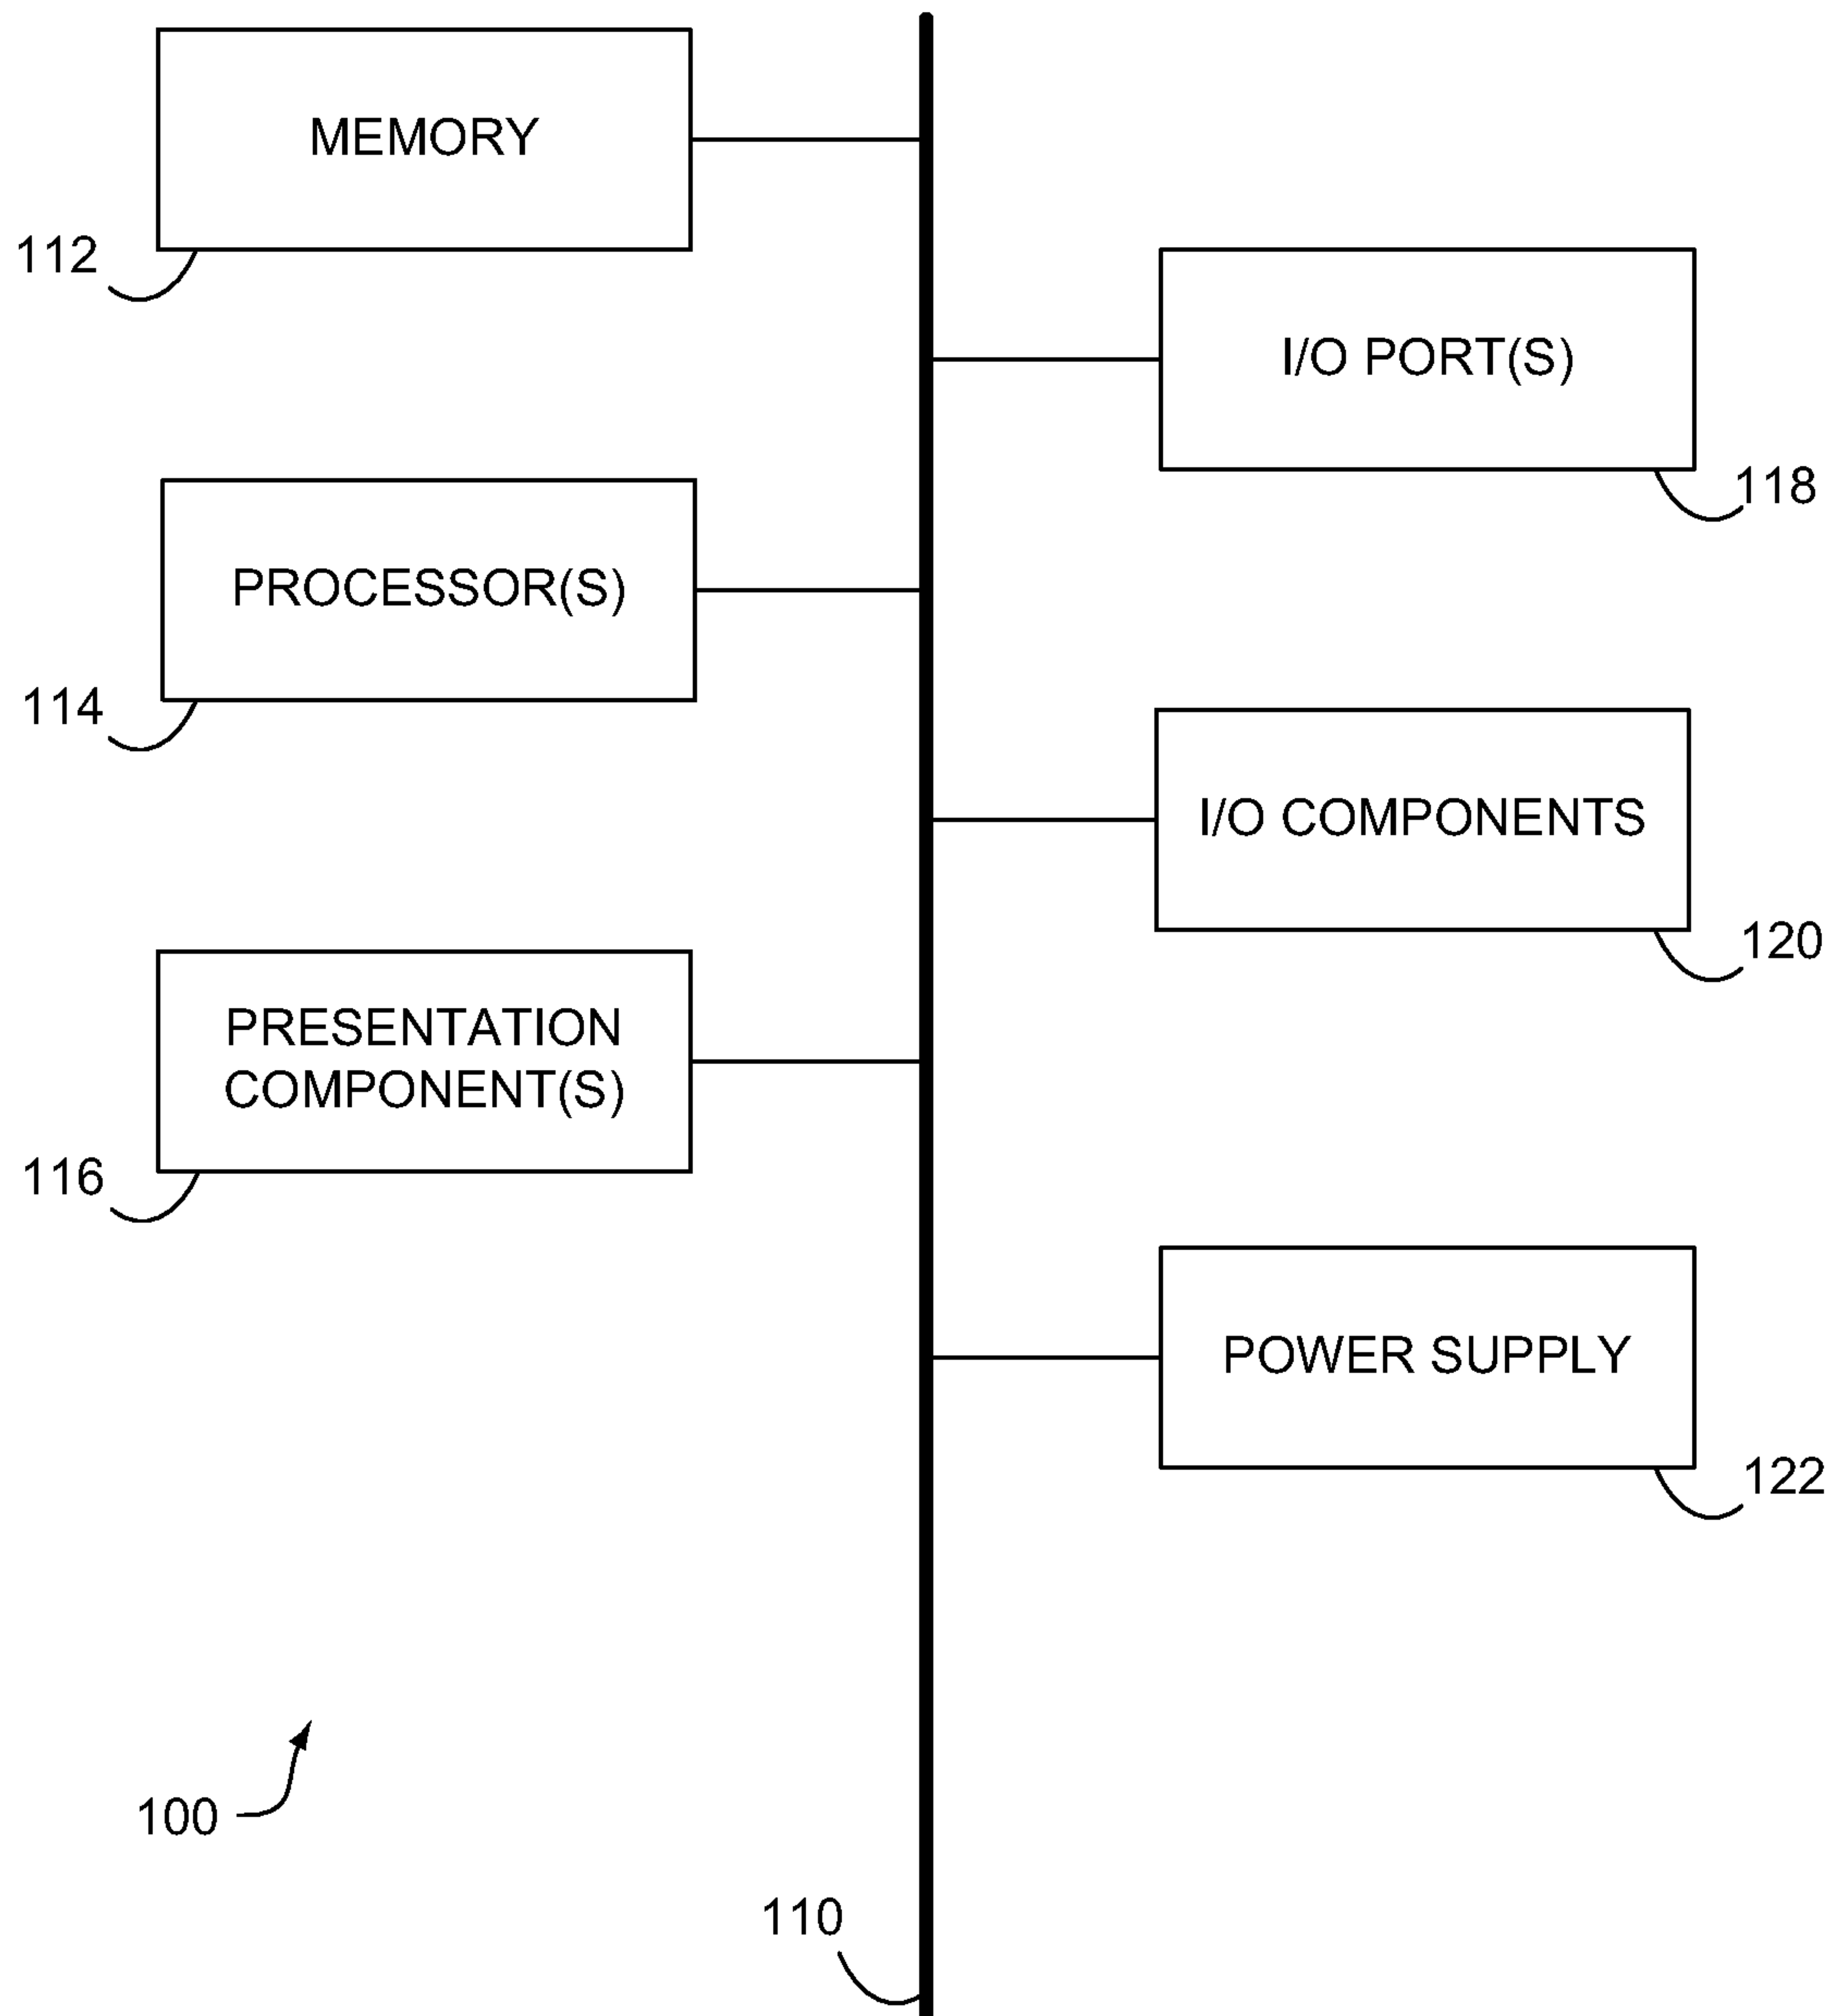 MEMORY
112
I/O PORT(S)
118
PROCESSOR(S)
114
I/O COMPONENTS
120
PRESENTATION
COMPONENT(S)
116
POWER SUPPLY
122
100
110